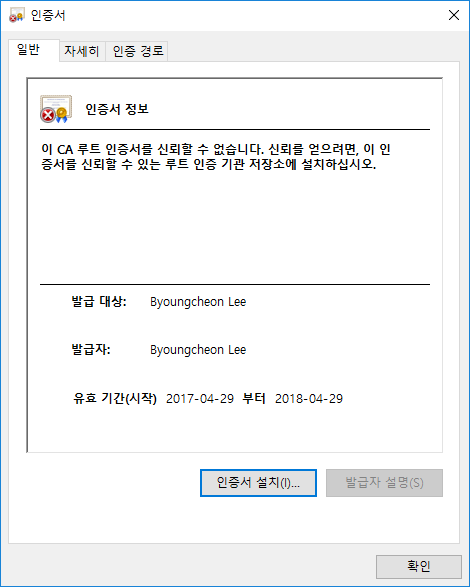 인증서
일반 자세히 인증 경로
인증서 정보
이 CA 루트 인증서를 신뢰할 수 없습니다. 신뢰를 얻으려면, 이 인
증서를 신뢰할 수 있는 루트 인증 기관 저장소에 설치하십시오.
발급 대상: Byoungcheon Lee
발급자: Byoungcheon Lee
유효 기간(시작) 2017-04-29 부터 2018-04-29
인증서 설치(I)... 발급자 설명(S)
확인